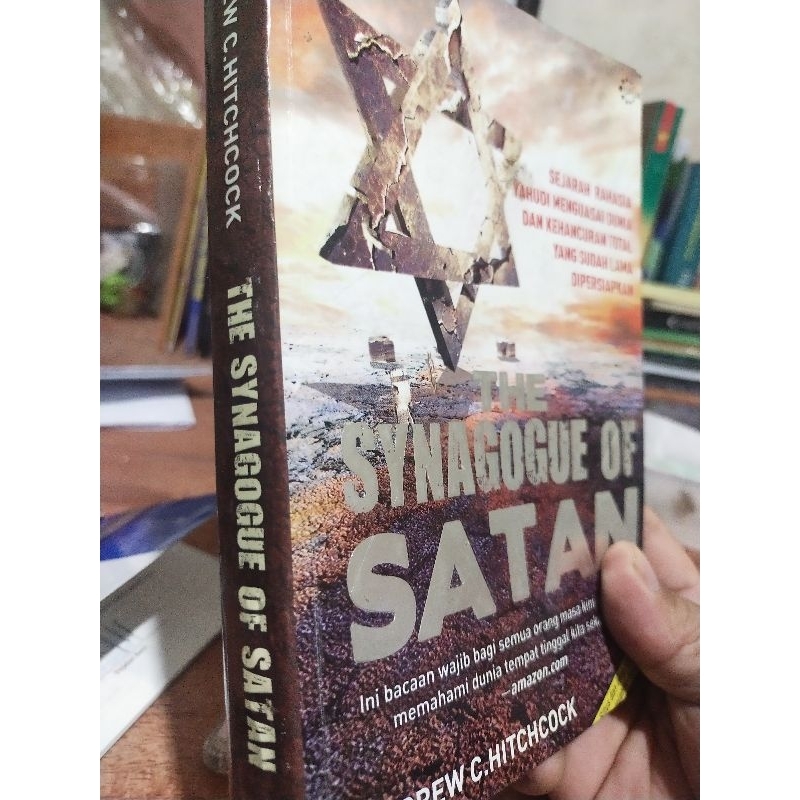 SEJARAH RAHASIA
YAHUDI MENGUASAI DUNIA
DAN KEHANCURAN TOTAL
YANG SUDAH LAMA
DIPERSIAPKAN
THE
SYNAGOGUE OF
SATAN
Ini bacaan wajib bagi semua orang masa kini
memahami dunia tempat tinggal kita
—amazon.com
DREW C.HITCHCOCK
W C.HITCHCOCK
THE SYNAGOGUE OF SATAN